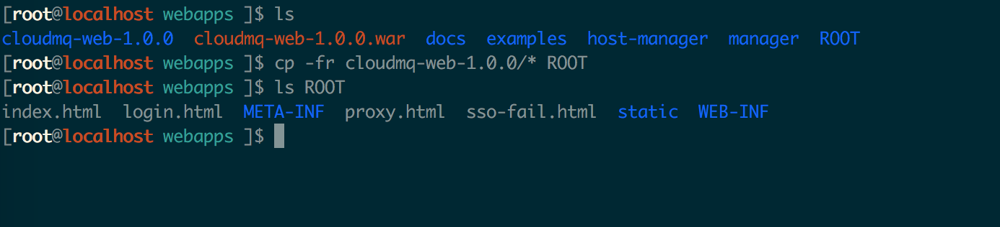 [root@localhost webapps ]$ ls
cloudmq-web-1.0.0  cloudmq-web-1.0.0.war  docs  examples  host-manager  manager  ROOT
[root@localhost webapps ]$ cp -fr cloudmq-web-1.0.0/* ROOT
[root@localhost webapps ]$ ls ROOT
index.html  login.html  META-INF  proxy.html  sso-fail.html  static  WEB-INF
[root@localhost webapps ]$